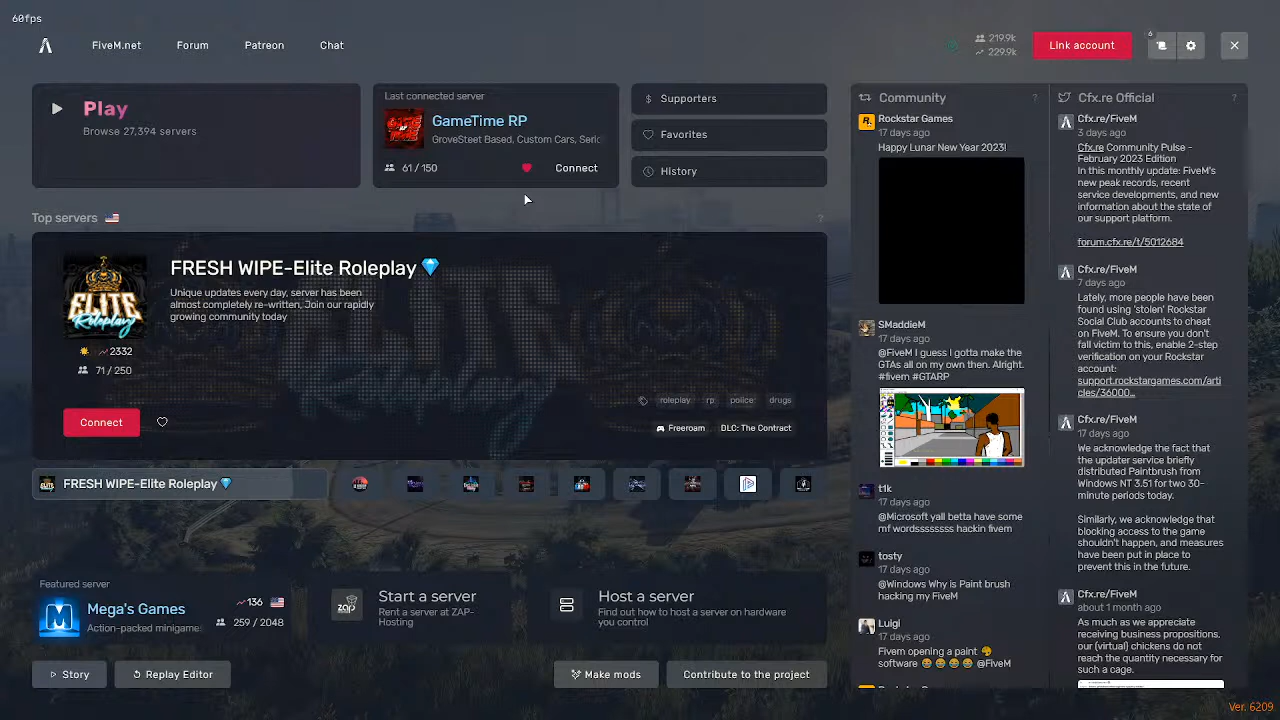 60fps
FiveM.net
Forum
Patreon
Chat
219.9k
229.9k
Link account
6
Play
Browse 27,394 servers
Last connected server
GameTime RP
GroveSteet Based, Custom Cars, Seric
61 / 150
Connect
Supporters
Favorites
History
Top servers
?
FRESH WIPE-Elite Roleplay
Unique updates every day, server has been
almost completely re-written, Join our rapidly
growing community today
ELITE
Roleplay
2332
71 / 250
roleplay
rp
police
drugs
Connect
Freeroam
DLC: The Contract
FRESH WIPE-Elite Roleplay
Featured server
Mega's Games
Action-packed minigames
136
259 / 2048
ZAP
Start a server
Rent a server at ZAP-
Hosting
Host a server
Find out how to host a server on hardware
you control
Story
Replay Editor
Make mods
Contribute to the project
Community
?
Rockstar Games
17 days ago
Happy Lunar New Year 2023!
SMaddieM
17 days ago
@FiveM I guess I gotta make the
GTAs all on my own then. Alright.
#fivem #GTARP
t1k
17 days ago
@Microsoft yall betta have some
mf wordssssssss hackin fivem
tosty
17 days ago
@Windows Why is Paint brush
hacking my FiveM
Luigi
17 days ago
Fivem opening a paint
software
@FiveM
Cfx.re Official
?
Cfx.re/FiveM
3 days ago
Cfx.re Community Pulse -
February 2023 Edition
In this monthly update: FiveM's
new peak records, recent
service developments, and new
information about the state of
our support platform.
forum.cfx.re/t/5012684
Cfx.re/FiveM
7 days ago
Lately, more people have been
found using 'stolen' Rockstar
Social Club accounts to cheat
on FiveM. To ensure you don't
fall victim to this, enable 2-step
verification on your Rockstar
account:
support.rockstargames.com/arti
cles/36000...
Cfx.re/FiveM
17 days ago
We acknowledge the fact that
the updater service briefly
distributed Paintbrush from
Windows NT 3.51 for two 30-
minute periods today.
Similarly, we acknowledge that
blocking access to the game
shouldn't happen, and measures
have been put in place to
prevent this in the future.
Cfx.re/FiveM
about 1 month ago
As much as we appreciate
receiving business propositions,
our (virtual) chickens do not
reach the quantity necessary for
such a cage.
Ver. 6209